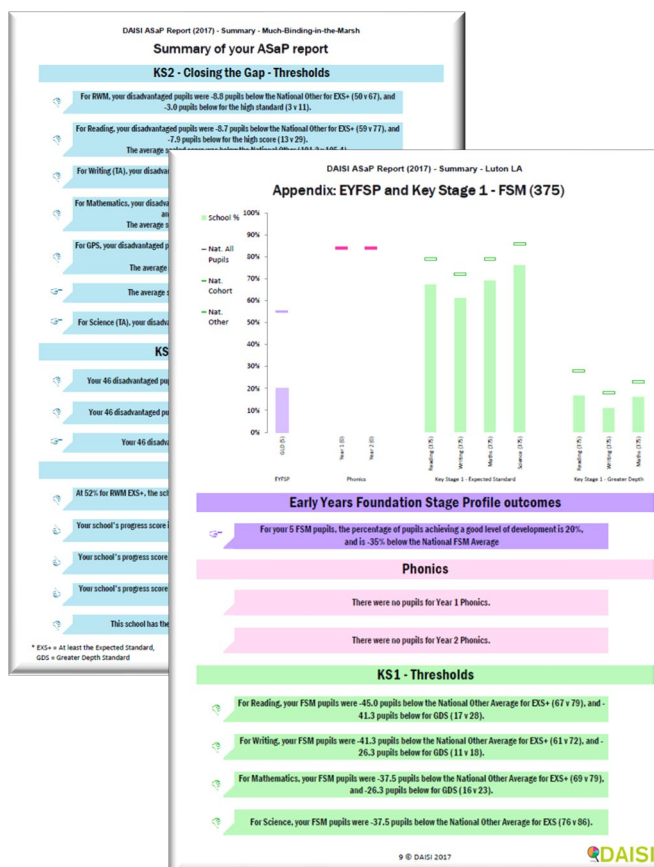 DAISI ASaP Report (2017) - Summary - Much-Binding-in-the-Marsh
Summary of your ASaP report
KS2 - Closing the Gap - Thresholds
For RWM, your disadvantaged pupils were -8.8 pupils below the National Other for EXS+ (50 v 67), and
-3.0 pupils below for the high standard (3 v 11).
For Reading, your disadvantaged pupils were -8.7 pupils below the National Other for EXS+ (59 v 77), and
-7.9 pupils below for the high score (13 v 29).
The average scaled score was below the National Other
For Writing (TA), your disadva
For Mathematics, your disadva
an
The average s
For GPS, your disadvantaged p
The average
The average s
For Science (TA), your disadva
KS
Your 46 disadvantaged pu
Your 46 disadvantaged pu
Your 46 disadva
At 52% for RWM EXS+, the sch
Your school's progress score i
Your school's progress score
Your school's progress score
This school has the
* EXS+ = At least the Expected Standard,
GDS = Greater Depth Standard
DAISI ASaP Report (2017) - Summary - Luton LA
Appendix: EYFSP and Key Stage 1 - FSM (375)
School %
Nat. All
Pupils
Nat.
Cohort
Nat.
Other
100%
90%
80%
70%
60%
50%
40%
30%
20%
10%
0%
GLD (5)
Year 1 (0)
Year 2 (0)
Reading (375)
Writing (375)
Maths (375)
Science (375)
Reading (375)
Writing (375)
Maths (375)
EYFSP
Phonics
Key Stage 1 - Expected Standard
Key Stage 1 - Greater Depth
Early Years Foundation Stage Profile outcomes
For your 5 FSM pupils, the percentage of pupils achieving a good level of development is 20%,
and is -35% below the National FSM Average
Phonics
There were no pupils for Year 1 Phonics.
There were no pupils for Year 2 Phonics.
KS1 - Thresholds
For Reading, your FSM pupils were -45.0 pupils below the National Other Average for EXS+ (67 v 79), and -
41.3 pupils below for GDS (17 v 28).
For Writing, your FSM pupils were -41.3 pupils below the National Other Average for EXS+ (61 v 72), and -
26.3 pupils below for GDS (11 v 18).
For Mathematics, your FSM pupils were -37.5 pupils below the National Other Average for EXS+ (69 v 79),
and -26.3 pupils below for GDS (16 v 23).
For Science, your FSM pupils were -37.5 pupils below the National Other Average for EXS (76 v 86).
9 © DAISI 2017
DAISI